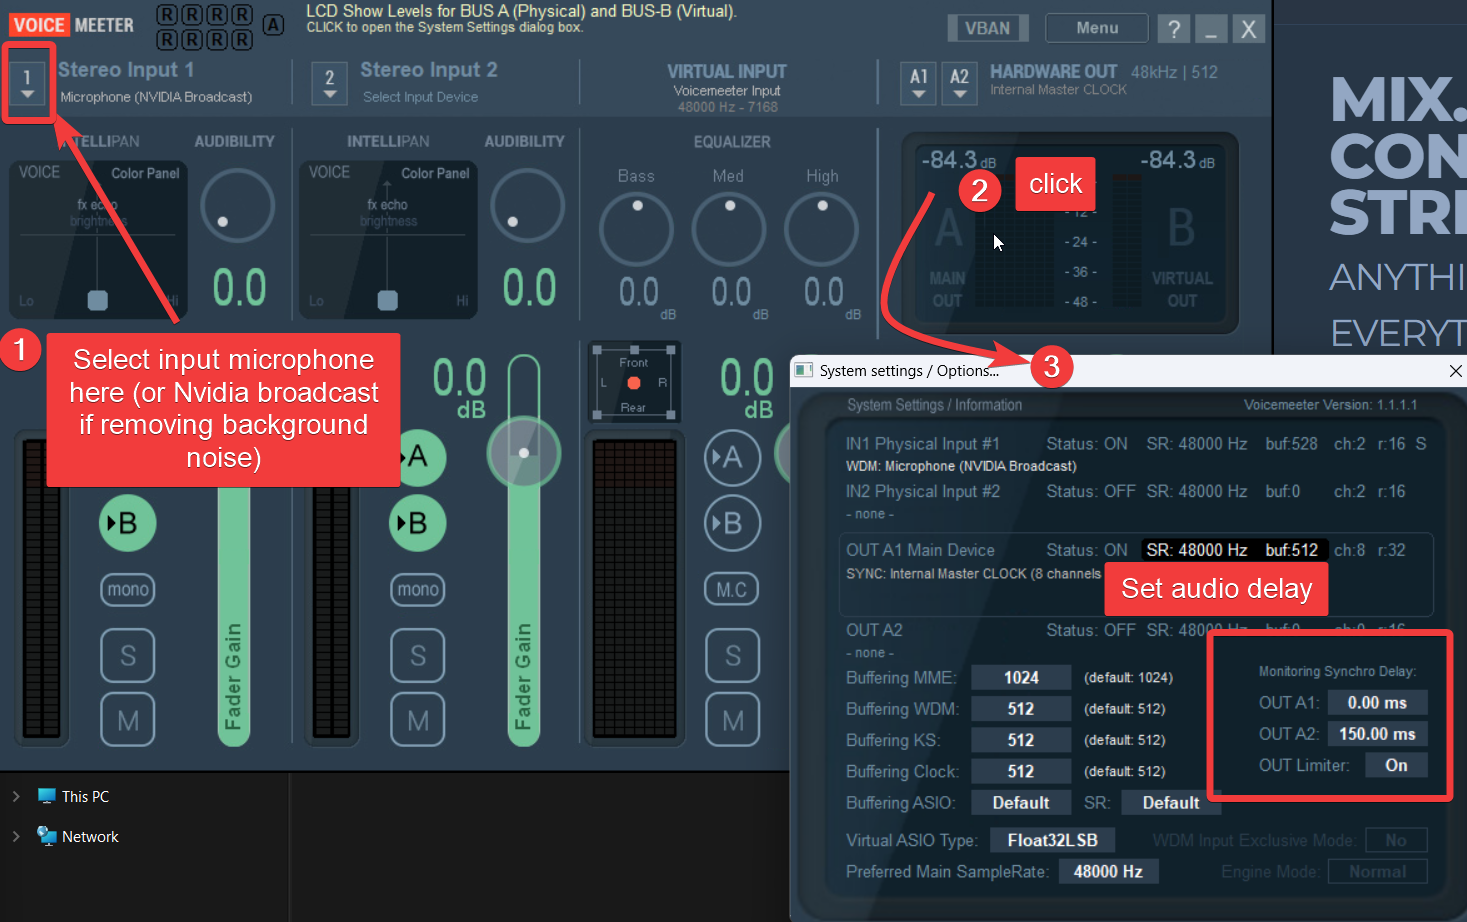 VOICE MEETER
R R R R A
R R R R
LCD Show Levels for BUS A (Physical) and BUS-B (Virtual).
CLICK to open the System Settings dialog box.
VBAN
Menu
? _ X
1
Stereo Input 1
Microphone (NVIDIA Broadcast)
2
Stereo Input 2
Select Input Device
VIRTUAL INPUT
Voicemeeter Input
48000 Hz - 7168
A1 A2
HARDWARE OUT 48kHz | 512
Internal Master CLOCK
MIX.
CON
STRE
ANYTHI
EVERYT
TELLIPAN AUDIBILITY
VOICE Color Panel
fx echo
brightness
Lo Hi
0.0
INTELLIPAN AUDIBILITY
VOICE Color Panel
fx echo
brightness
Lo Hi
0.0
EQUALIZER
Bass Med High
0.0 0.0 0.0
dB dB dB
-84.3 dB -84.3 dB
2
click
- 12 -
- 24 -
- 36 -
- 48 -
A
MAIN
OUT
B
VIRTUAL
OUT
1
Select input microphone
here (or Nvidia broadcast
if removing background
noise)
B
mono
S
M
Fader Gain
0.0
dB
A
B
mono
S
M
Fader Gain
Front
L R
Rear
0.0
dB
A
B
M.C
S
M
3
System settings / Options...
System Settings / Information Voicemeeter Version: 1.1.1.1
IN1 Physical Input #1 Status: ON SR: 48000 Hz buf:528 ch:2 r:16 S
WDM: Microphone (NVIDIA Broadcast)
IN2 Physical Input #2 Status: OFF SR: 48000 Hz buf:0 ch:2 r:16
- none -
OUT A1 Main Device Status: ON SR: 48000 Hz buf:512 ch:8 r:32
SYNC: Internal Master CLOCK (8 channels
Set audio delay
OUT A2 Status: OFF SR: 48000 Hz buf:0 ch:0 r:16
- none -
Buffering MME: 1024 (default: 1024)
Buffering WDM: 512 (default: 512)
Buffering KS: 512 (default: 512)
Buffering Clock: 512 (default: 512)
Buffering ASIO: Default SR: Default
Monitoring Synchro Delay:
OUT A1: 0.00 ms
OUT A2: 150.00 ms
OUT Limiter: On
Virtual ASIO Type: Float32LSB WDM Input Exclusive Mode: No
Preferred Main SampleRate: 48000 Hz Engine Mode: Normal
This PC
Network